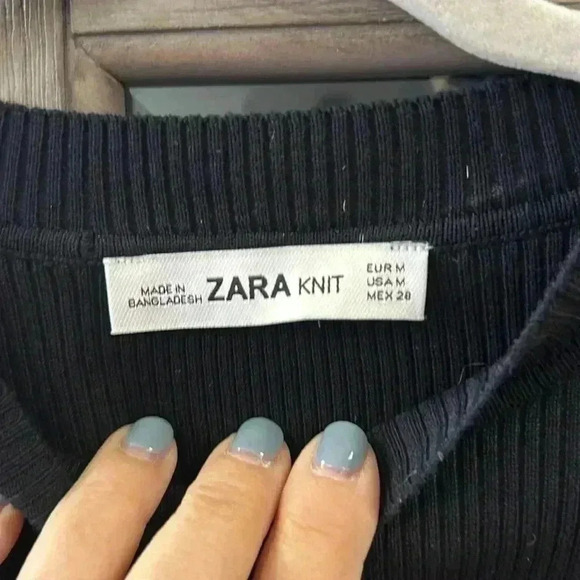 MADE IN
BANGLADESH
ZARA KNIT
EUR M
USA M
MEX 28